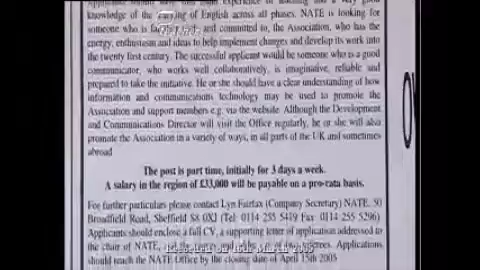 knowledge of the teaching of English across all phases. NATE is looking for
someone who is and committed to, the Association, who has the
energy, enthusiasm and ideas to help implement changes and develop its work into
the twenty first century. The successful applicant would be someone who is a good
communicator, who works well collaboratively, is imaginative, reliable and
prepared to take the initiative. He or she should have a clear understanding of how
information and communications technology may be used to promote the
Association and support members e.g. via the website. Although the Development
and Communications Director will visit the Office regularly, he or she will also
promote the Association in a variety of ways, in all parts of the UK and sometimes
abroad
The post is part time, initially for 3 days a week.
A salary in the region of £33,000 will be payable on a pro-rata basis.
For further particulars please contact Lyn Fairfax (Company Secretary) NATE, 50
Broadfield Road, Sheffield S8 0XJ (Tel: 0114 255 5419 Fax 0114 255 5296)
Applicants should enclose a full CV, a supporting letter of application addressed to
the chair of NATE, Applications
should reach the NATE Office by the closing date of April 15th 2005